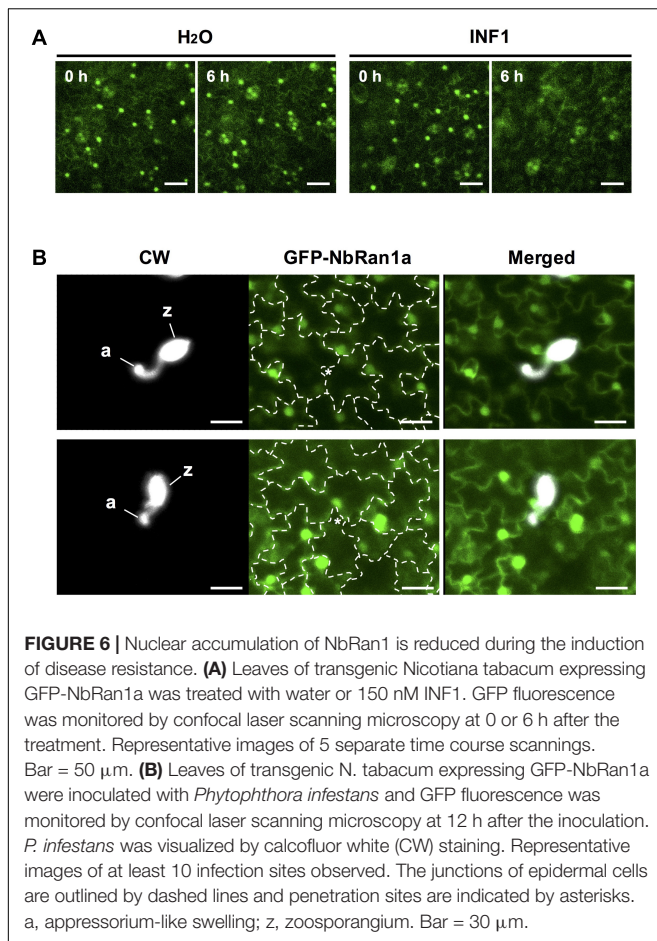 A
H2O
INF1
0 h
6 h
0 h
6 h
B
CW
GFP-NbRan1a
Merged
z
a
*
z
a
*
FIGURE 6 | Nuclear accumulation of NbRan1 is reduced during the induction
of disease resistance. (A) Leaves of transgenic Nicotiana tabacum expressing
GFP-NbRan1a was treated with water or 150 nM INF1. GFP fluorescence
was monitored by confocal laser scanning microscopy at 0 or 6 h after the
treatment. Representative images of 5 separate time course scannings.
Bar = 50 μm. (B) Leaves of transgenic N. tabacum expressing GFP-NbRan1a
were inoculated with Phytophthora infestans and GFP fluorescence was
monitored by confocal laser scanning microscopy at 12 h after the inoculation.
P. infestans was visualized by calcofluor white (CW) staining. Representative
images of at least 10 infection sites observed. The junctions of epidermal cells
are outlined by dashed lines and penetration sites are indicated by asterisks.
a, appressorium-like swelling; z, zoosporangium. Bar = 30 μm.